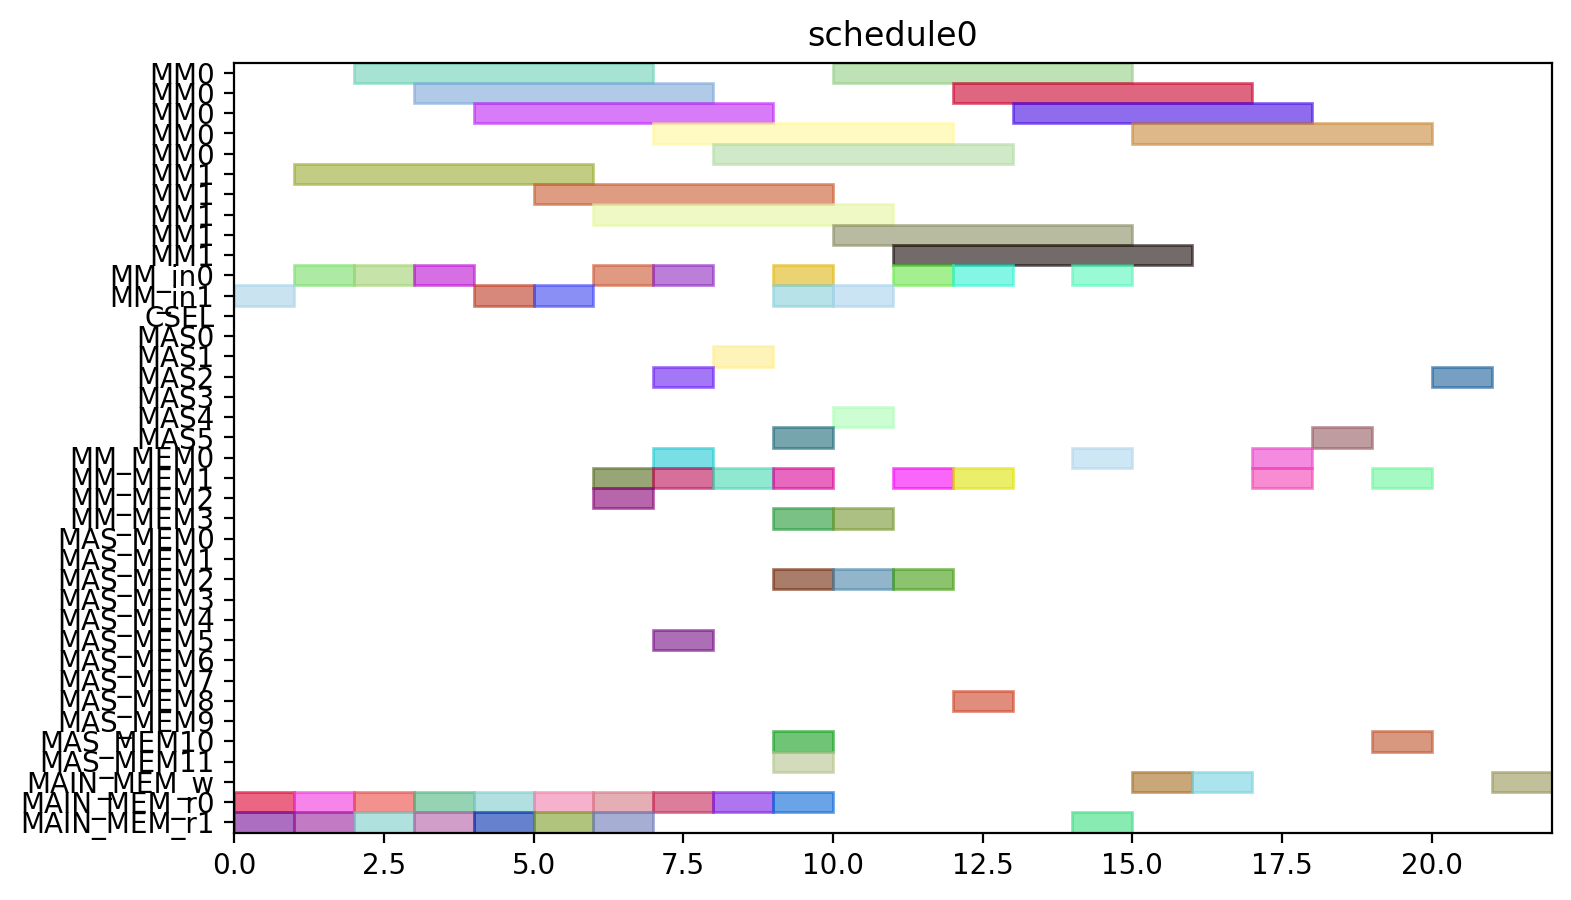 schedule0
MM0
MM0
MM0
MM0
MM0
MM1
MM1
MM1
MM1
MM1
MM_in0
MM_in1
CSEL
MAS0
MAS1
MAS2
MAS3
MAS4
MAS5
MM_MEM0
MM_MEM1
MM_MEM2
MM_MEM3
MAS_MEM0
MAS_MEM1
MAS_MEM2
MAS_MEM3
MAS_MEM4
MAS_MEM5
MAS_MEM6
MAS_MEM7
MAS_MEM8
MAS_MEM9
MAS_MEM10
MAS_MEM11
MAIN_MEM_w
MAIN_MEM_r0
MAIN_MEM_r1
0.0 2.5 5.0 7.5 10.0 12.5 15.0 17.5 20.0